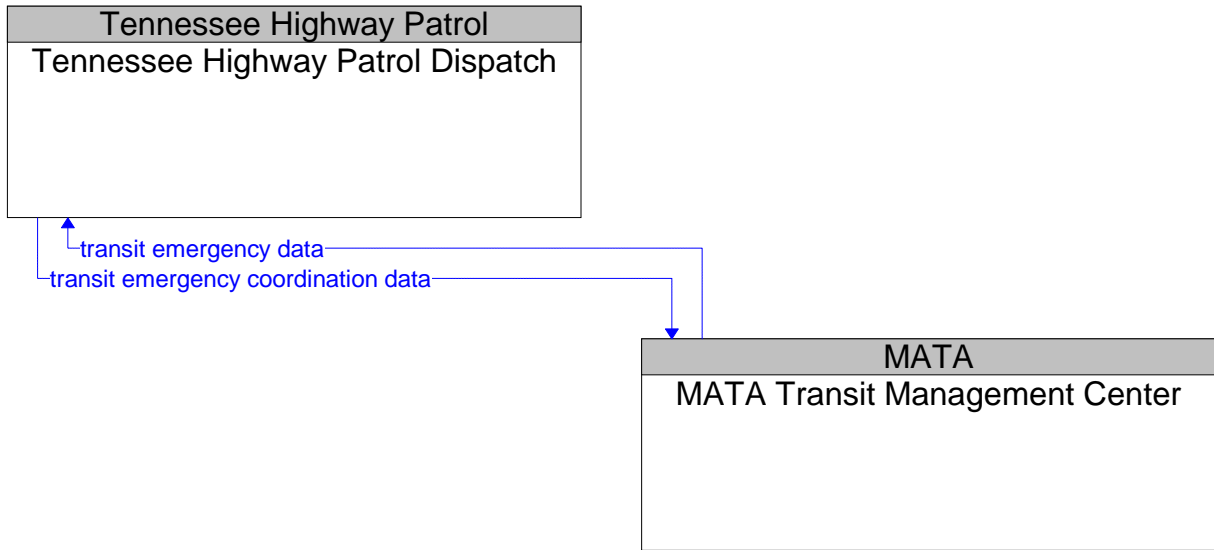 Tennessee Highway Patrol
Tennessee Highway Patrol Dispatch
transit emergency data
transit emergency coordination data
MATA
MATA Transit Management Center